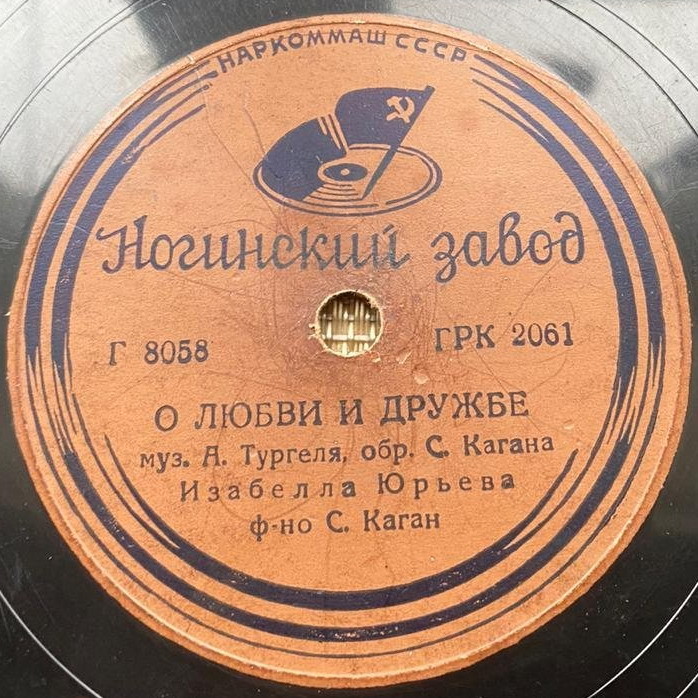 НАРКОММАШ СССР
Ногинский завод
Г 8058
ГРК 2061
О ЛЮБВИ И ДРУЖБЕ
муз. А. Тургеля, обр. С. Кагана
Изабелла Юрьева
ф-но С. Каган